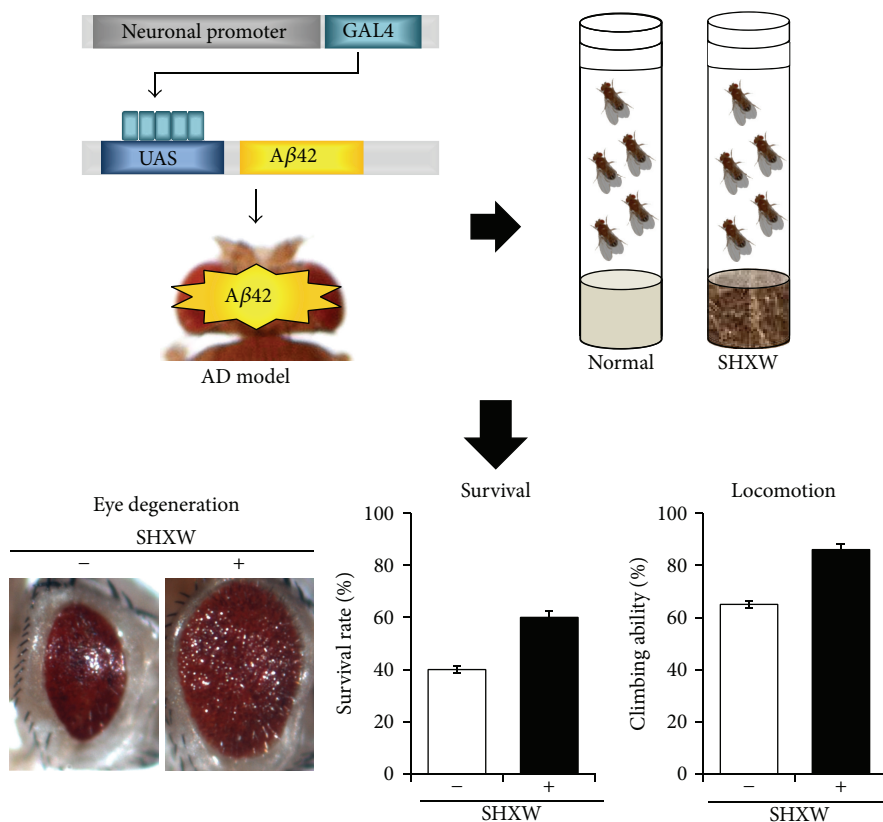 Neuronal promoter GAL4
UAS Aβ42
Aβ42
AD model
Normal SHXW
Eye degeneration
SHXW
− +
Survival
Survival rate (%)
100
80
60
40
20
0
− +
SHXW
Locomotion
Climbing ability (%)
100
80
60
40
20
0
− +
SHXW